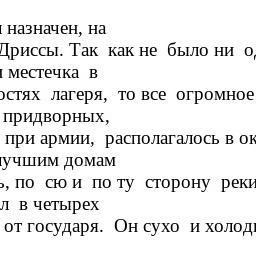 назначен, на
Дриссы. Так как не было ни
местечка в
остях лагеря, то все огромное
придворных,
при армии, располагалось в ок
лучшим домам
по сю и по ту сторону реки
л в четырех
от государя. Он сухо и холод